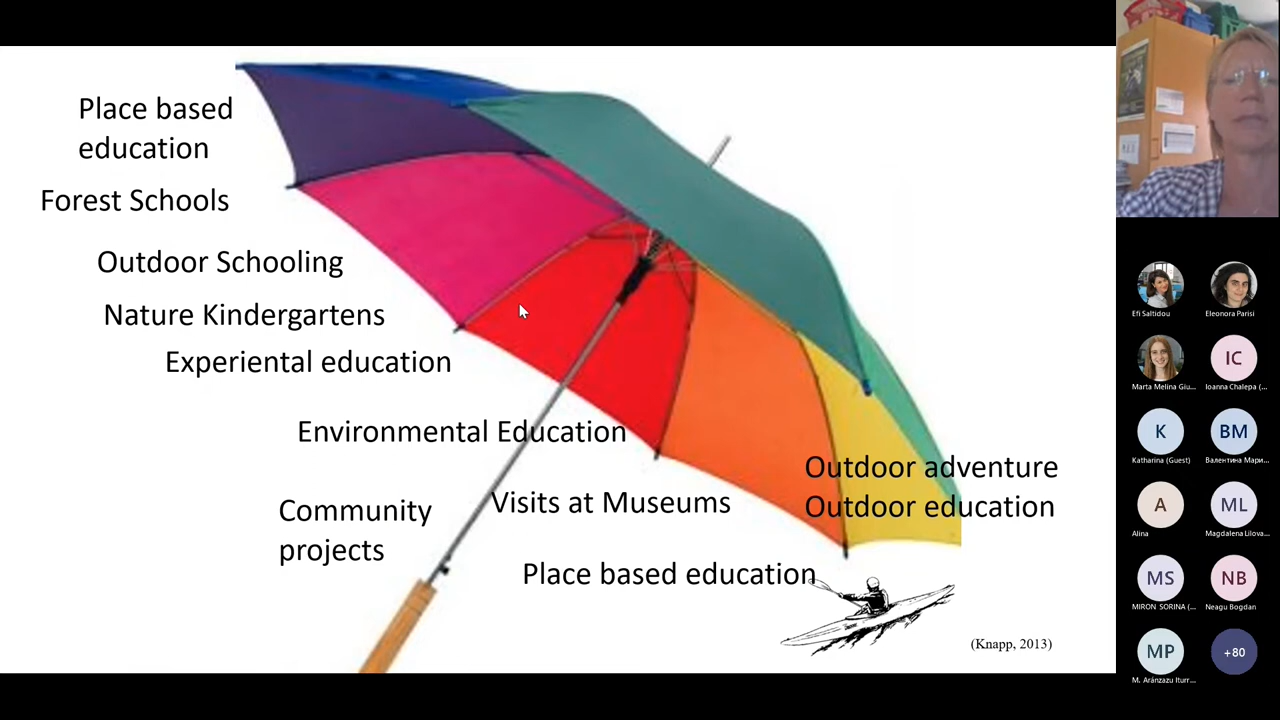 Place based
education
Forest Schools
Outdoor Schooling
Nature Kindergartens
Experiental education
Environmental Education
Outdoor adventure
Outdoor education
Visits at Museums
Community
projects
Place based education
(Knapp, 2013)
Efi Saltidou
Eleonora Parisi
Marta Melina Giu...
IC
Ioanna Chalepa (...
K
Katharina (Guest)
BM
Валентина Мари...
A
Alina
ML
Magdalena Lilova...
MS
MIRON SORINA (...
NB
Neagu Bogdan
MP
M. Aránzazu Iturr...
+80